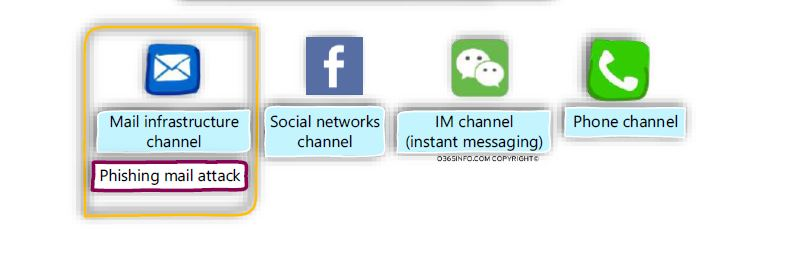 Mail infrastructure
channel
Phishing mail attack
Social networks
channel
IM channel
(instant messaging)
O365INFO.COM COPYRIGHT©
Phone channel